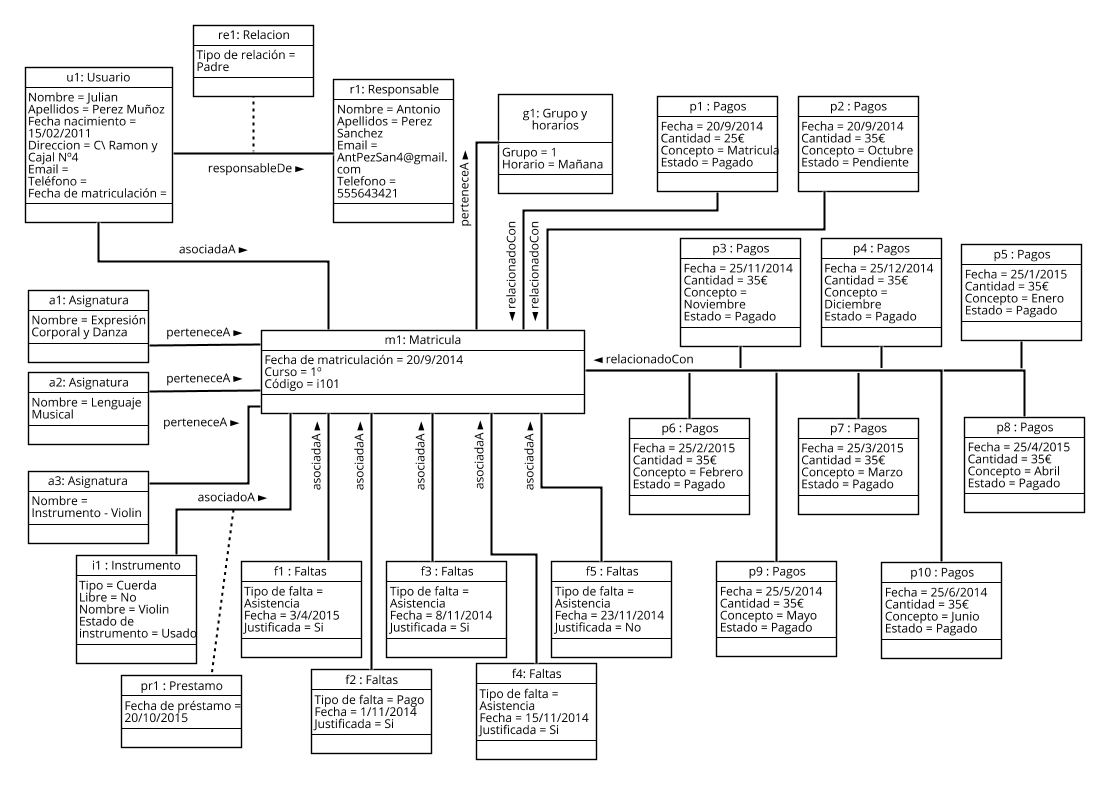 re1: Relacion
Tipo de relación =
Padre
u1: Usuario
Nombre = Julian
Apellidos = Perez Muñoz
Fecha nacimiento =
15/02/2011
Direccion = C\ Ramon y
Cajal Nº4
Email =
Teléfono =
Fecha de matriculación =
responsableDe ►
r1: Responsable
Nombre = Antonio
Apellidos = Perez
Sanchez
Email =
AntPezSan4@gmail.
com
Telefono =
555643421
perteneceA ►
g1: Grupo y
horarios
Grupo = 1
Horario = Mañana
p1 : Pagos
Fecha = 20/9/2014
Cantidad = 25€
Concepto = Matricula
Estado = Pagado
p2 : Pagos
Fecha = 20/9/2014
Cantidad = 35€
Concepto = Octubre
Estado = Pendiente
asociadaA ►
◄ relacionadoCon
◄ relacionadoCon
p3 : Pagos
Fecha = 25/11/2014
Cantidad = 35€
Concepto =
Noviembre
Estado = Pagado
p4 : Pagos
Fecha = 25/12/2014
Cantidad = 35€
Concepto =
Diciembre
Estado = Pagado
p5 : Pagos
Fecha = 25/1/2015
Cantidad = 35€
Concepto = Enero
Estado = Pagado
a1: Asignatura
Nombre = Expresión
Corporal y Danza
perteneceA ►
m1: Matricula
Fecha de matriculación = 20/9/2014
Curso = 1º
Código = i101
◄ relacionadoCon
a2: Asignatura
Nombre = Lenguaje
Musical
perteneceA ►
perteneceA ►
a3: Asignatura
Nombre =
Instrumento - Violin
asociadoA ►
asociadaA ►
asociadaA ►
asociadaA ►
asociadaA ►
asociadaA ►
p6 : Pagos
Fecha = 25/2/2015
Cantidad = 35€
Concepto = Febrero
Estado = Pagado
p7 : Pagos
Fecha = 25/3/2015
Cantidad = 35€
Concepto = Marzo
Estado = Pagado
p8 : Pagos
Fecha = 25/4/2015
Cantidad = 35€
Concepto = Abril
Estado = Pagado
i1 : Instrumento
Tipo = Cuerda
Libre = No
Nombre = Violin
Estado de
instrumento = Usado
f1 : Faltas
Tipo de falta =
Asistencia
Fecha = 3/4/2015
Justificada = Si
f3 : Faltas
Tipo de falta =
Asistencia
Fecha = 8/11/2014
Justificada = Si
f5 : Faltas
Tipo de falta =
Asistencia
Fecha = 23/11/2014
Justificada = No
p9 : Pagos
Fecha = 25/5/2014
Cantidad = 35€
Concepto = Mayo
Estado = Pagado
p10 : Pagos
Fecha = 25/6/2014
Cantidad = 35€
Concepto = Junio
Estado = Pagado
pr1 : Prestamo
Fecha de préstamo =
20/10/2015
f2 : Faltas
Tipo de falta = Pago
Fecha = 1/11/2014
Justificada = Si
f4: Faltas
Tipo de falta =
Asistencia
Fecha = 15/11/2014
Justificada = Si